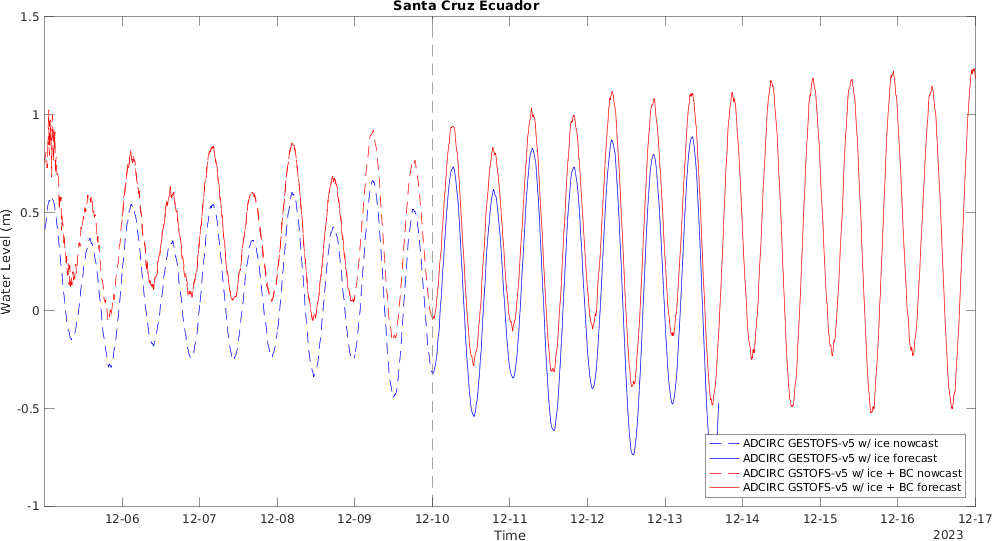 Santa Cruz Ecuador
1.5
1
0.5
0
-0.5
-1
Water Level (m)
12-06 12-07 12-08 12-09 12-10 12-11 12-12 12-13 12-14 12-15 12-16 12-17
Time
2023
ADCIRC GESTOFS-v5 w/ ice nowcast
ADCIRC GESTOFS-v5 w/ ice forecast
ADCIRC GSTOFS-v5 w/ ice + BC nowcast
ADCIRC GSTOFS-v5 w/ ice + BC forecast